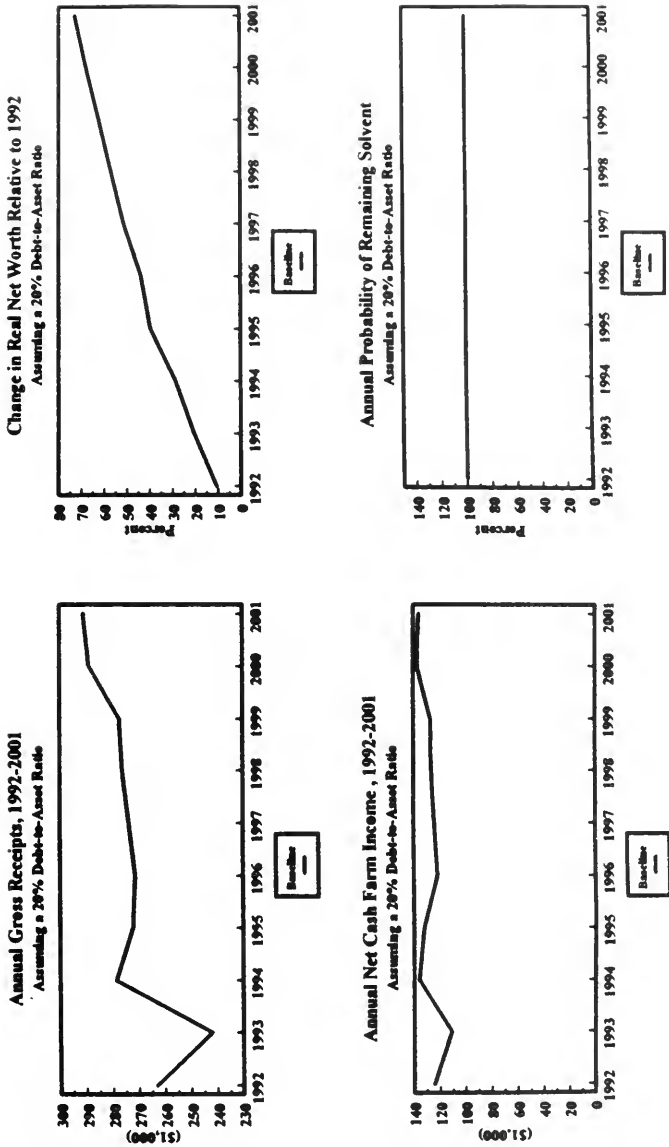 Annual Gross Receipts, 1992-2001
Assuming a 20% Debt-to-Asset Ratio
($1,000)
300
290
280
270
260
250
240
230
1992 1993 1994 1995 1996 1997 1998 1999 2000 2001
Baseline
Change in Real Net Worth Relative to 1992
Assuming a 20% Debt-to-Asset Ratio
Percent
80
70
60
50
40
30
20
10
0
1992 1993 1994 1995 1996 1997 1998 1999 2000 2001
Baseline
Annual Net Cash Farm Income, 1992-2001
Assuming a 20% Debt-to-Asset Ratio
($1,000)
140
120
100
80
60
40
20
0
1992 1993 1994 1995 1996 1997 1998 1999 2000 2001
Baseline
Annual Probability of Remaining Solvent
Assuming a 20% Debt-to-Asset Ratio
Percent
140
120
100
80
60
40
20
0
1992 1993 1994 1995 1996 1997 1998 1999 2000 2001
Baseline